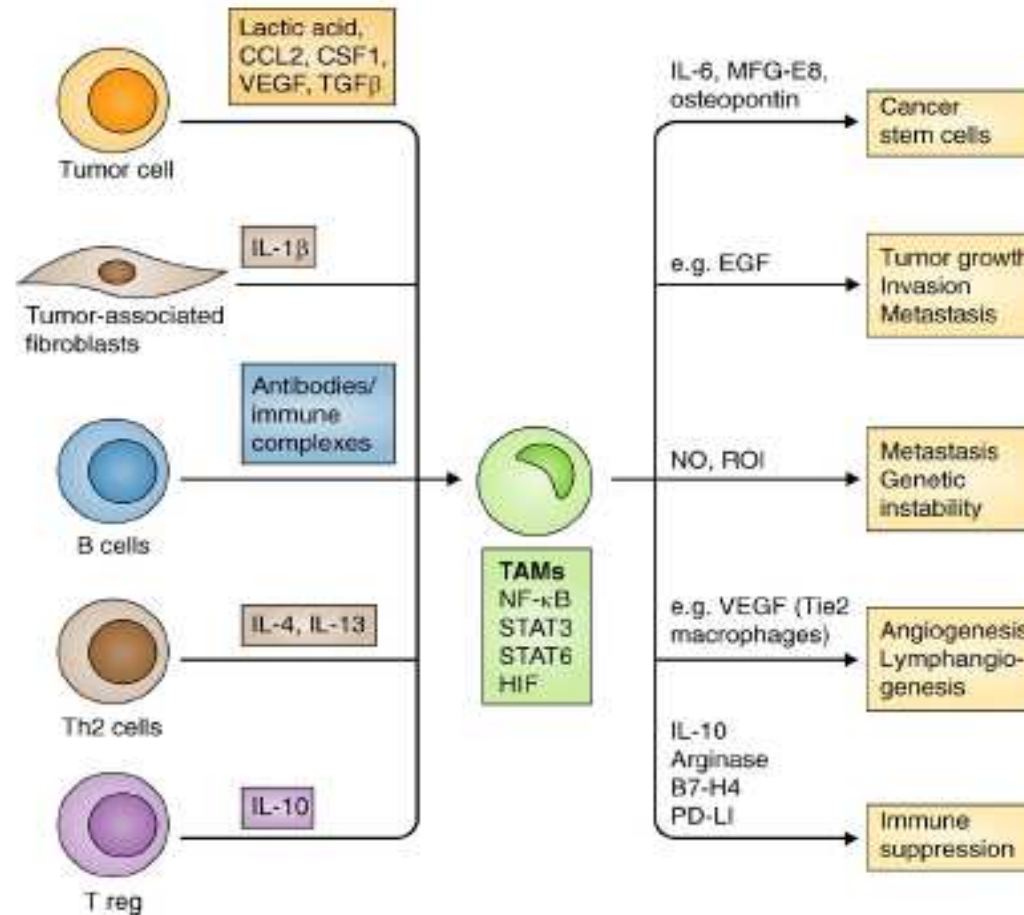 Lactic acid,
CCL2, CSF1,
VEGF, TGFβ
Tumor cell
IL-1β
Tumor-associated
fibroblasts
Antibodies/
immune
complexes
B cells
IL-4, IL-13
Th2 cells
IL-10
T reg
TAMs
NF-κB
STAT3
STAT6
HIF
IL-6, MFG-E8,
osteopontin
Cancer
stem cells
e.g. EGF
Tumor growth
Invasion
Metastasis
NO, ROI
Metastasis
Genetic
instability
e.g. VEGF (Tie2
macrophages)
Angiogenesis
Lymphangio-
genesis
IL-10
Arginase
B7-H4
PD-LI
Immune
suppression